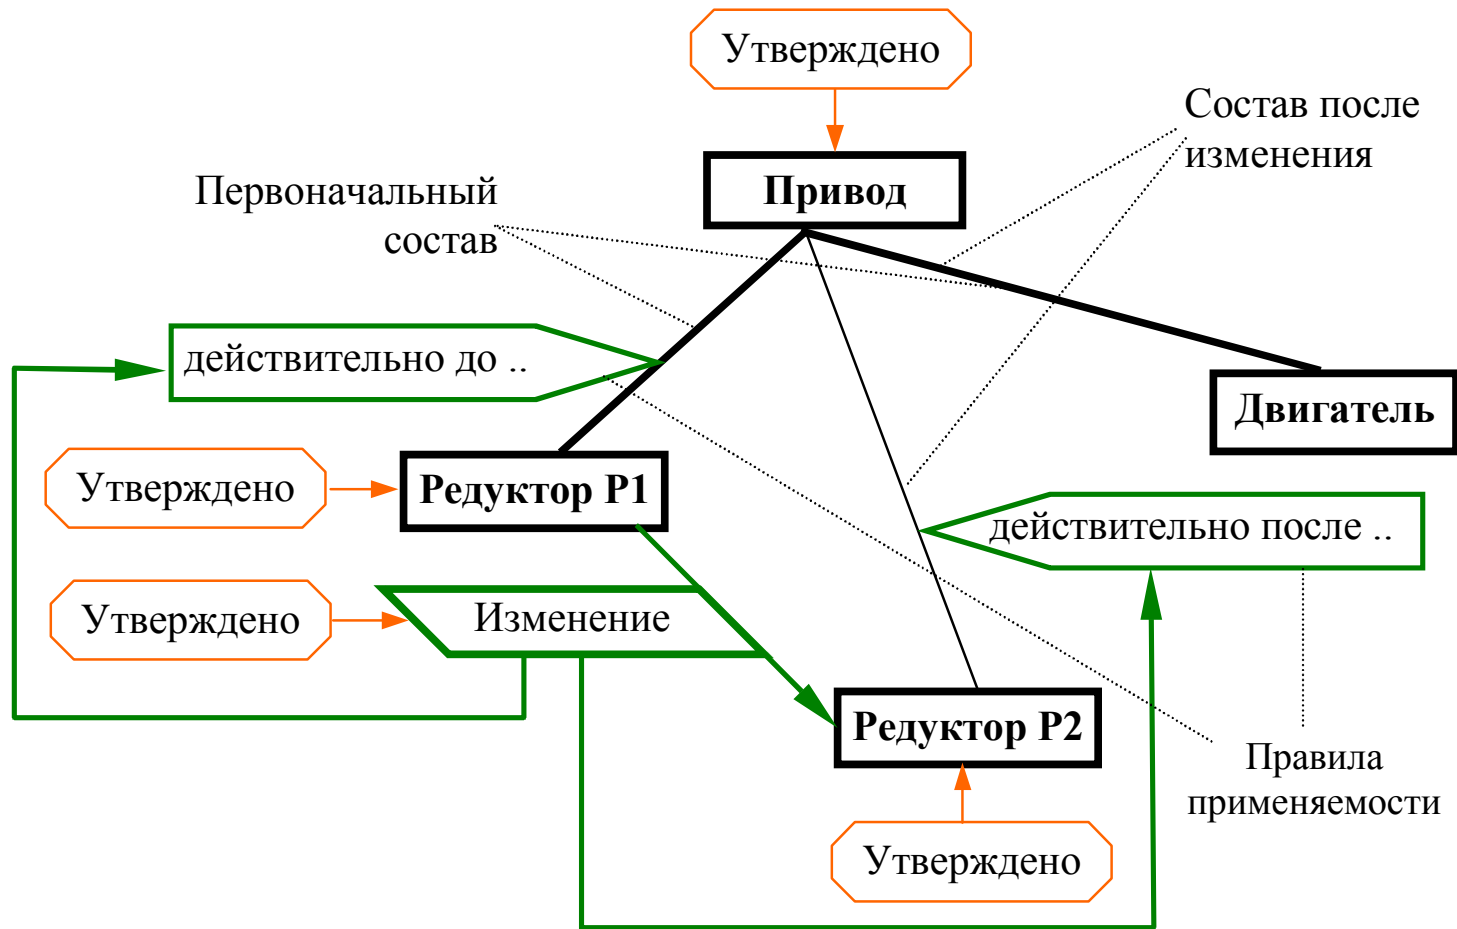 Утверждено
Состав после
изменения
Привод
Первоначальный
состав
действительно до ..
Двигатель
Утверждено
Редуктор Р1
действительно после ..
Утверждено
Изменение
Редуктор Р2
Правила
применяемости
Утверждено